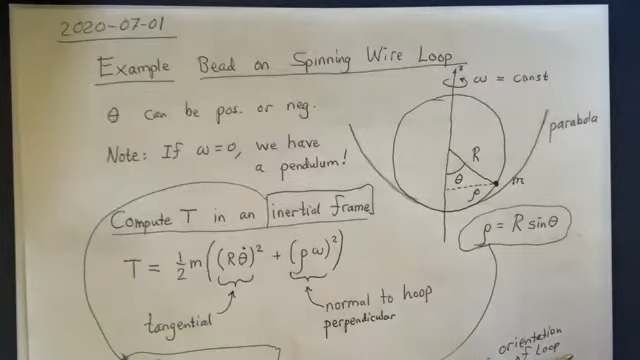 2020-07-01
Example Bead on Spinning Wire Loop
z
ω = const
θ can be pos. or neg.
parabola
Note: If ω=0, we have
a pendulum!
R
θ
m
ρ
Compute T in an inertial frame
ρ = R sinθ
T = ½ m((Rθ̇)² + (ρω)²)
tangential
normal to hoop
perpendicular
orientation
of loop